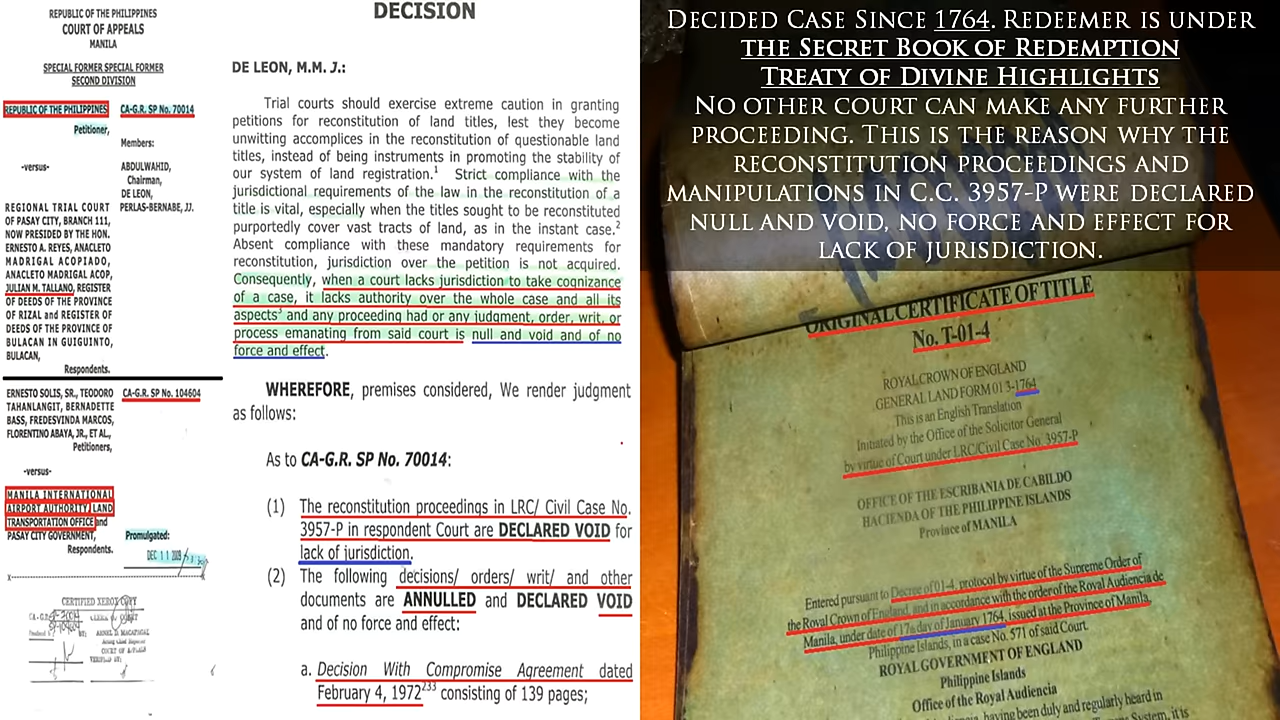 REPUBLIC OF THE PHILIPPINES
COURT OF APPEALS
MANILA
SPECIAL FORMER SPECIAL FORMER
SECOND DIVISION
REPUBLIC OF THE PHILIPPINES
Petitioner,
-versus-
REGIONAL TRIAL COURT
OF PASAY CITY, BRANCH 111,
NOW PRESIDED BY THE HON.
ERNESTO A. REYES, ANACLETO
MADRIGAL ACOPIADO,
ANACLETO MADRIGAL ACOP,
JULIAN M. TALLANO, REGISTER
OF DEEDS OF THE PROVINCE
OF RIZAL and REGISTER OF
DEEDS OF THE PROVINCE OF
BULACAN IN GUIGUINTO,
BULACAN,
Respondents.
CA-G.R. SP No. 70014
Members:
ABDULWAHID,
Chairman,
DE LEON,
PERLAS-BERNABE, JJ.
ERNESTO SOLIS, SR., TEODORO
TAHANLANGIT, BERNADETTE
BASS, FREDESVINDA MARCOS,
FLORENTINO ABAYA, JR., ET AL.,
Petitioners,
-versus-
MANILA INTERNATIONAL
AIRPORT AUTHORITY, LAND
TRANSPORTATION OFFICE and
PASAY CITY GOVERNMENT,
Respondents.
CA-G.R. SP No. 104604
Promulgated:
DEC 11 2009
CERTIFIED XEROX COPY
DECISION
DE LEON, M.M. J.:
Trial courts should exercise extreme caution in granting
petitions for reconstitution of land titles, lest they become
unwitting accomplices in the reconstitution of questionable land
titles, instead of being instruments in promoting the stability of
our system of land registration.1 Strict compliance with the
jurisdictional requirements of the law in the reconstitution of a
title is vital, especially when the titles sought to be reconstituted
purportedly cover vast tracts of land, as in the instant case.2
Absent compliance with these mandatory requirements for
reconstitution, jurisdiction over the petition is not acquired.
Consequently, when a court lacks jurisdiction to take cognizance
of a case, it lacks authority over the whole case and all its
aspects3 and any proceeding had or any judgment, order, writ, or
process emanating from said court is null and void and of no
force and effect.
WHEREFORE, premises considered, We render judgment
as follows:
As to CA-G.R. SP No. 70014:
(1) The reconstitution proceedings in LRC/ Civil Case No.
3957-P in respondent Court are DECLARED VOID for
lack of jurisdiction.
(2) The following decisions/ orders/ writ/ and other
documents are ANNULLED and DECLARED VOID
and of no force and effect:
a. Decision With Compromise Agreement dated
February 4, 1972233 consisting of 139 pages;
DECIDED CASE SINCE 1764. REDEEMER IS UNDER
THE SECRET BOOK OF REDEMPTION
TREATY OF DIVINE HIGHLIGHTS
NO OTHER COURT CAN MAKE ANY FURTHER
PROCEEDING. THIS IS THE REASON WHY THE
RECONSTITUTION PROCEEDINGS AND
MANIPULATIONS IN C.C. 3957-P WERE DECLARED
NULL AND VOID, NO FORCE AND EFFECT FOR
LACK OF JURISDICTION.
ORIGINAL CERTIFICATE OF TITLE
No. T-01-4
ROYAL CROWN OF ENGLAND
GENERAL LAND FORM 01 3-1764
This is an English Translation
Initiated by the Office of the Solicitor General
by virtue of Court under LRC/Civil Case No. 3957-P
OFFICE OF THE ESCRIBANIA DE CABILDO
HACIENDA OF THE PHILIPPINE ISLANDS
Province of MANILA
Entered pursuant to Decree of 01-4, protocol by virtue of the Supreme Order of
the Royal Crown of England, and in accordance with the order of the Royal Audiencia de
Manila, under date of 17a day of January 1764, issued at the Province of Manila,
Philippine Islands, in a case No. 571 of said Court.
ROYAL GOVERNMENT OF ENGLAND
Philippine Islands
Office of the Royal Audiencia
having been duly and regularly heard in
System, it is